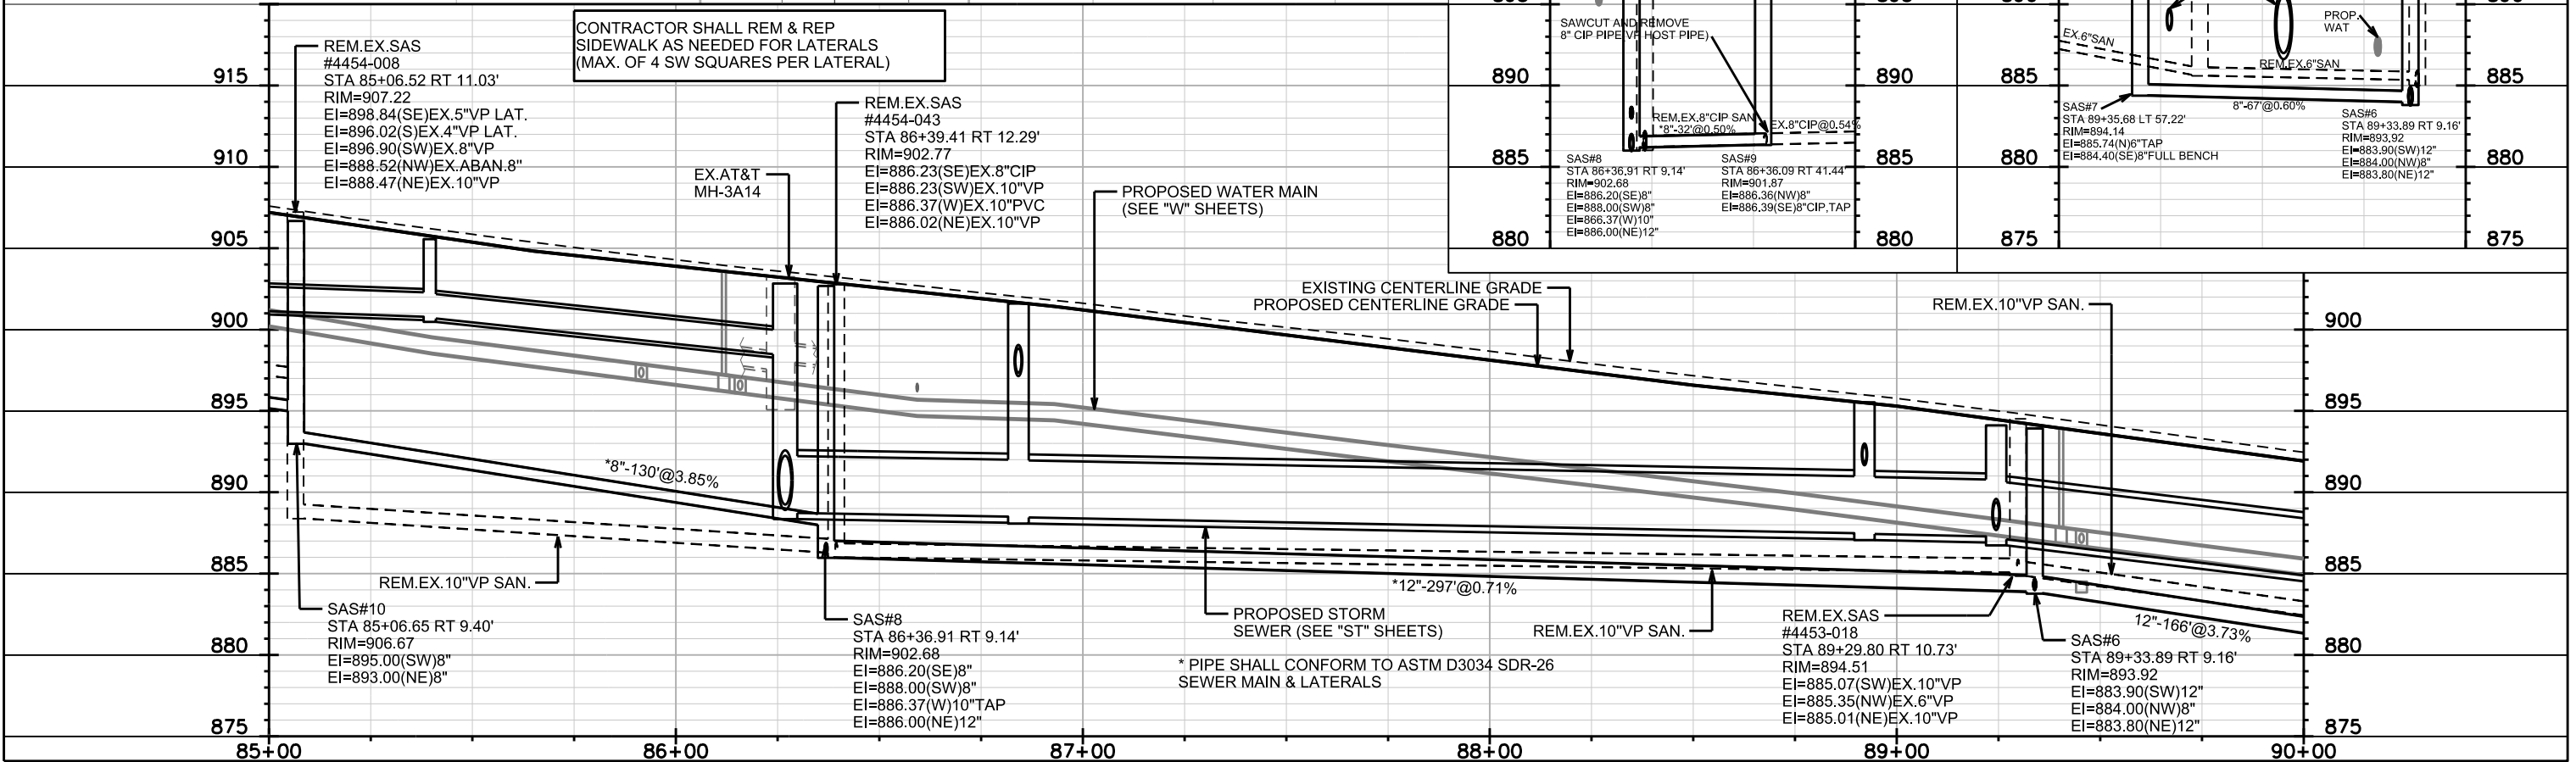 CONTRACTOR SHALL REM & REP
SIDEWALK AS NEEDED FOR LATERALS
(MAX. OF 4 SW SQUARES PER LATERAL)
REM.EX.SAS
#4454-008
STA 85+06.52 RT 11.03'
RIM=907.22
EI=898.84(SE)EX.5"VP LAT.
EI=896.02(S)EX.4"VP LAT.
EI=896.90(SW)EX.8"VP
EI=888.52(NW)EX.ABAN.8"
EI=888.47(NE)EX.10"VP
EX.AT&T
MH-3A14
REM.EX.SAS
#4454-043
STA 86+39.41 RT 12.29'
RIM=902.77
EI=886.23(SE)EX.8"CIP
EI=886.23(SW)EX.10"VP
EI=886.37(W)EX.10"PVC
EI=886.02(NE)EX.10"VP
PROPOSED WATER MAIN
(SEE "W" SHEETS)
SAWCUT AND REMOVE
8" CIP PIPE(VP HOST PIPE)
REM.EX.8"CIP SAN
*8"-32'@0.50%
EX.8"CIP@0.54%
SAS#8
STA 86+36.91 RT 9.14'
RIM=902.68
EI=886.20(SE)8"
EI=888.00(SW)8"
EI=866.37(W)10"
EI=886.00(NE)12"
SAS#9
STA 86+36.09 RT 41.44'
RIM=901.87
EI=886.36(NW)8"
EI=886.39(SE)8"CIP,TAP
890
885
880
890
885
880
EX.6"SAN
PROP.
WAT
REM.EX.6"SAN
8"-67'@0.60%
SAS#7
STA 89+35.68 LT 57.22'
RIM=894.14
EI=885.74(N)6"TAP
EI=884.40(SE)8"FULL BENCH
SAS#6
STA 89+33.89 RT 9.16'
RIM=893.92
EI=883.90(SW)12"
EI=884.00(NW)8"
EI=883.80(NE)12"
885
880
875
885
880
875
915
910
905
900
895
890
885
880
875
EXISTING CENTERLINE GRADE
PROPOSED CENTERLINE GRADE
REM.EX.10"VP SAN.
*8"-130'@3.85%
REM.EX.10"VP SAN.
SAS#10
STA 85+06.65 RT 9.40'
RIM=906.67
EI=895.00(SW)8"
EI=893.00(NE)8"
SAS#8
STA 86+36.91 RT 9.14'
RIM=902.68
EI=886.20(SE)8"
EI=888.00(SW)8"
EI=886.37(W)10"TAP
EI=886.00(NE)12"
PROPOSED STORM
SEWER (SEE "ST" SHEETS)
*12"-297'@0.71%
REM.EX.10"VP SAN.
* PIPE SHALL CONFORM TO ASTM D3034 SDR-26
SEWER MAIN & LATERALS
REM.EX.SAS
#4453-018
STA 89+29.80 RT 10.73'
RIM=894.51
EI=885.07(SW)EX.10"VP
EI=885.35(NW)EX.6"VP
EI=885.01(NE)EX.10"VP
12"-166'@3.73%
SAS#6
STA 89+33.89 RT 9.16'
RIM=893.92
EI=883.90(SW)12"
EI=884.00(NW)8"
EI=883.80(NE)12"
900
895
890
885
880
875
85+00
86+00
87+00
88+00
89+00
90+00